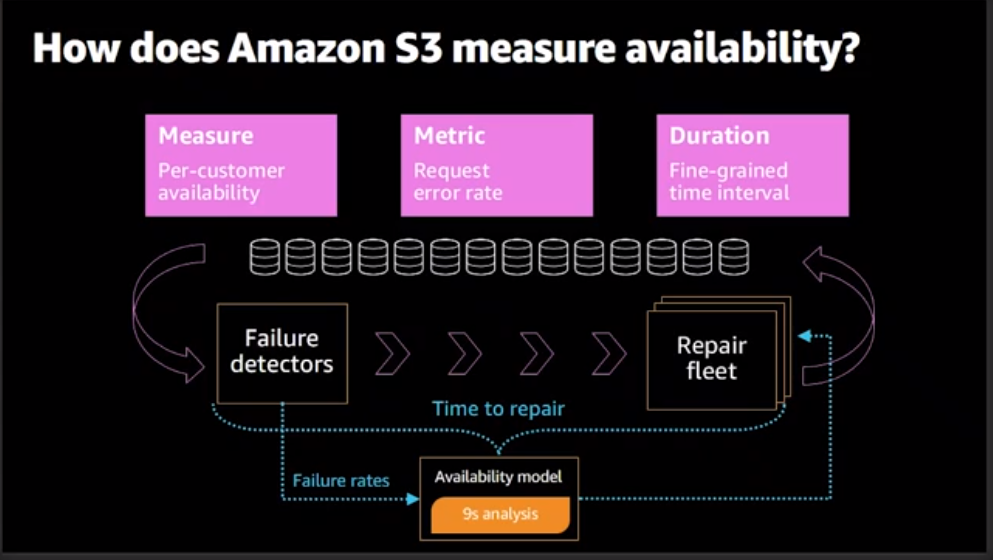 How does Amazon S3 measure availability?
Measure
Per-customer
availability
Metric
Request
error rate
Duration
Fine-grained
time interval
Failure
detectors
Repair
fleet
Time to repair
Failure rates
Availability model
9s analysis